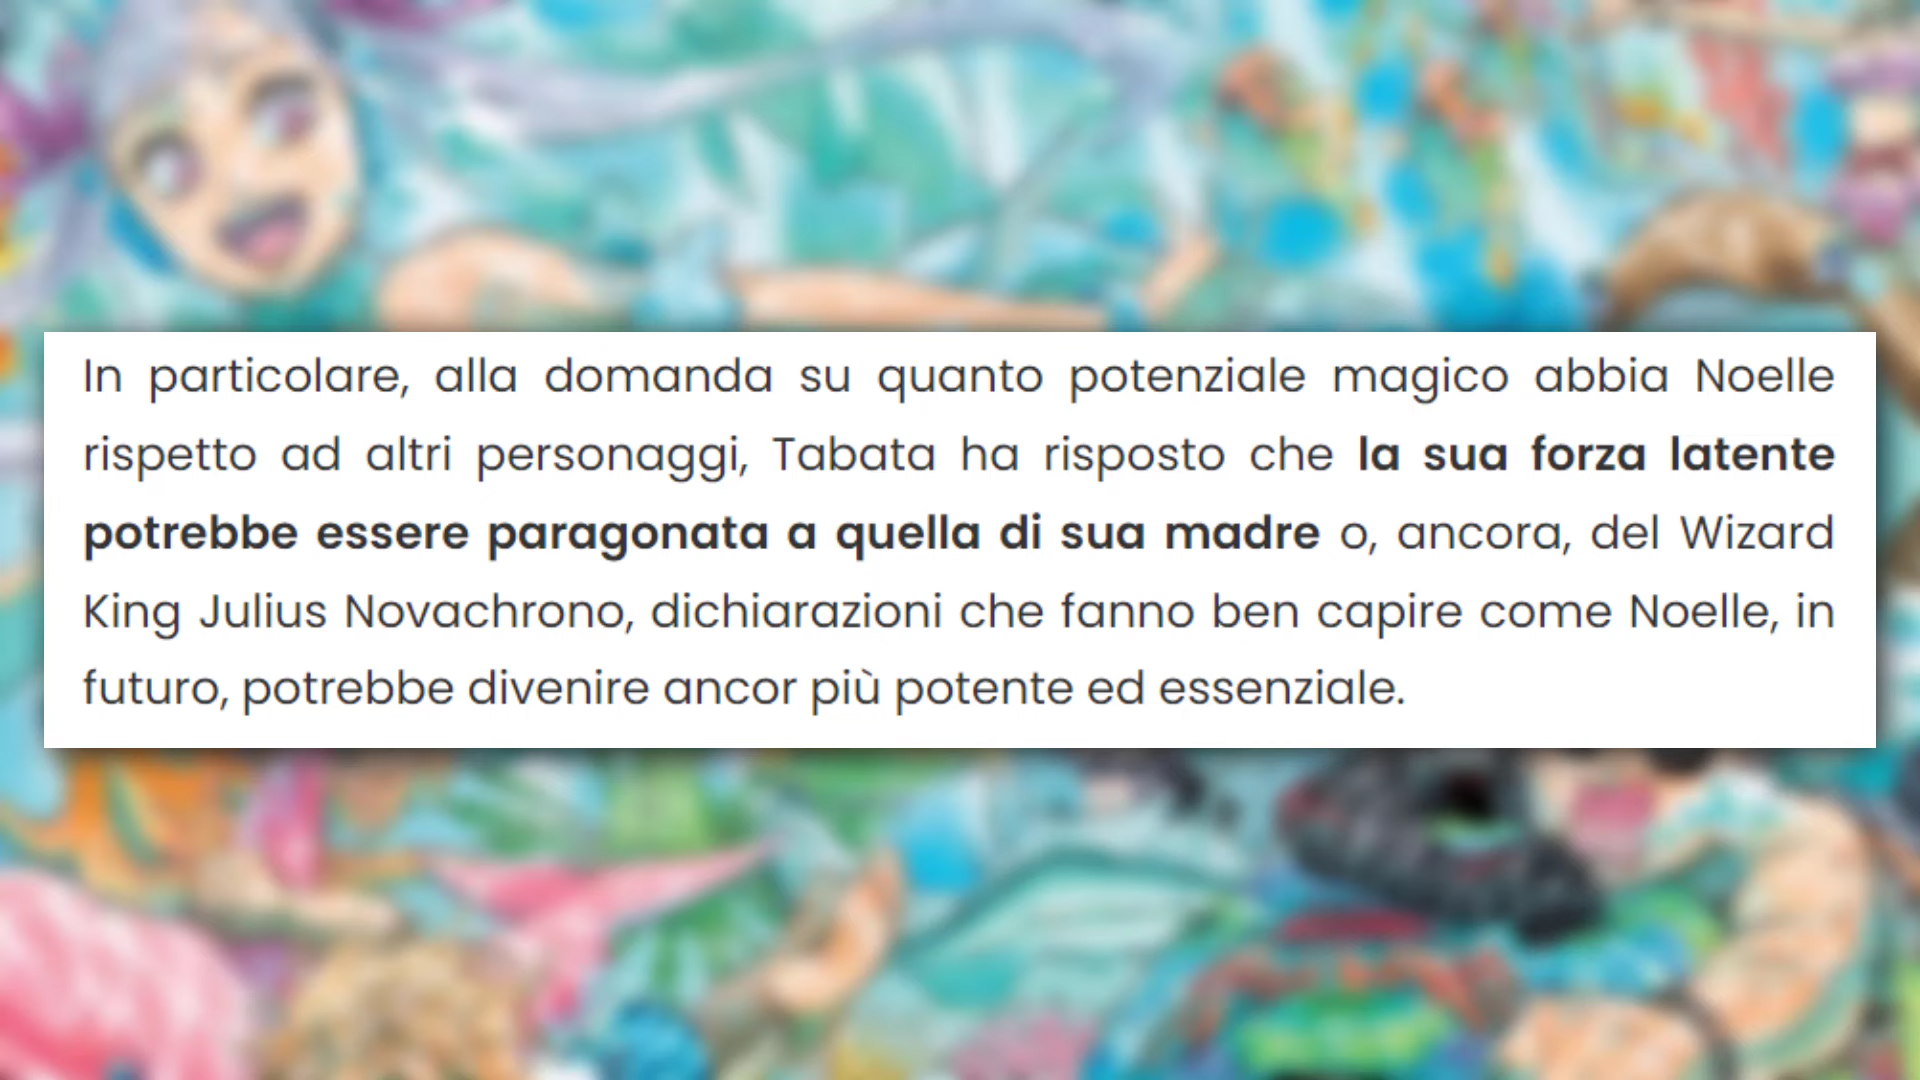 In particolare, alla domanda su quanto potenziale magico abbia Noelle
rispetto ad altri personaggi, Tabata ha risposto che la sua forza latente
potrebbe essere paragonata a quella di sua madre o, ancora, del Wizard
King Julius Novachrono, dichiarazioni che fanno ben capire come Noelle, in
futuro, potrebbe divenire ancor più potente ed essenziale.